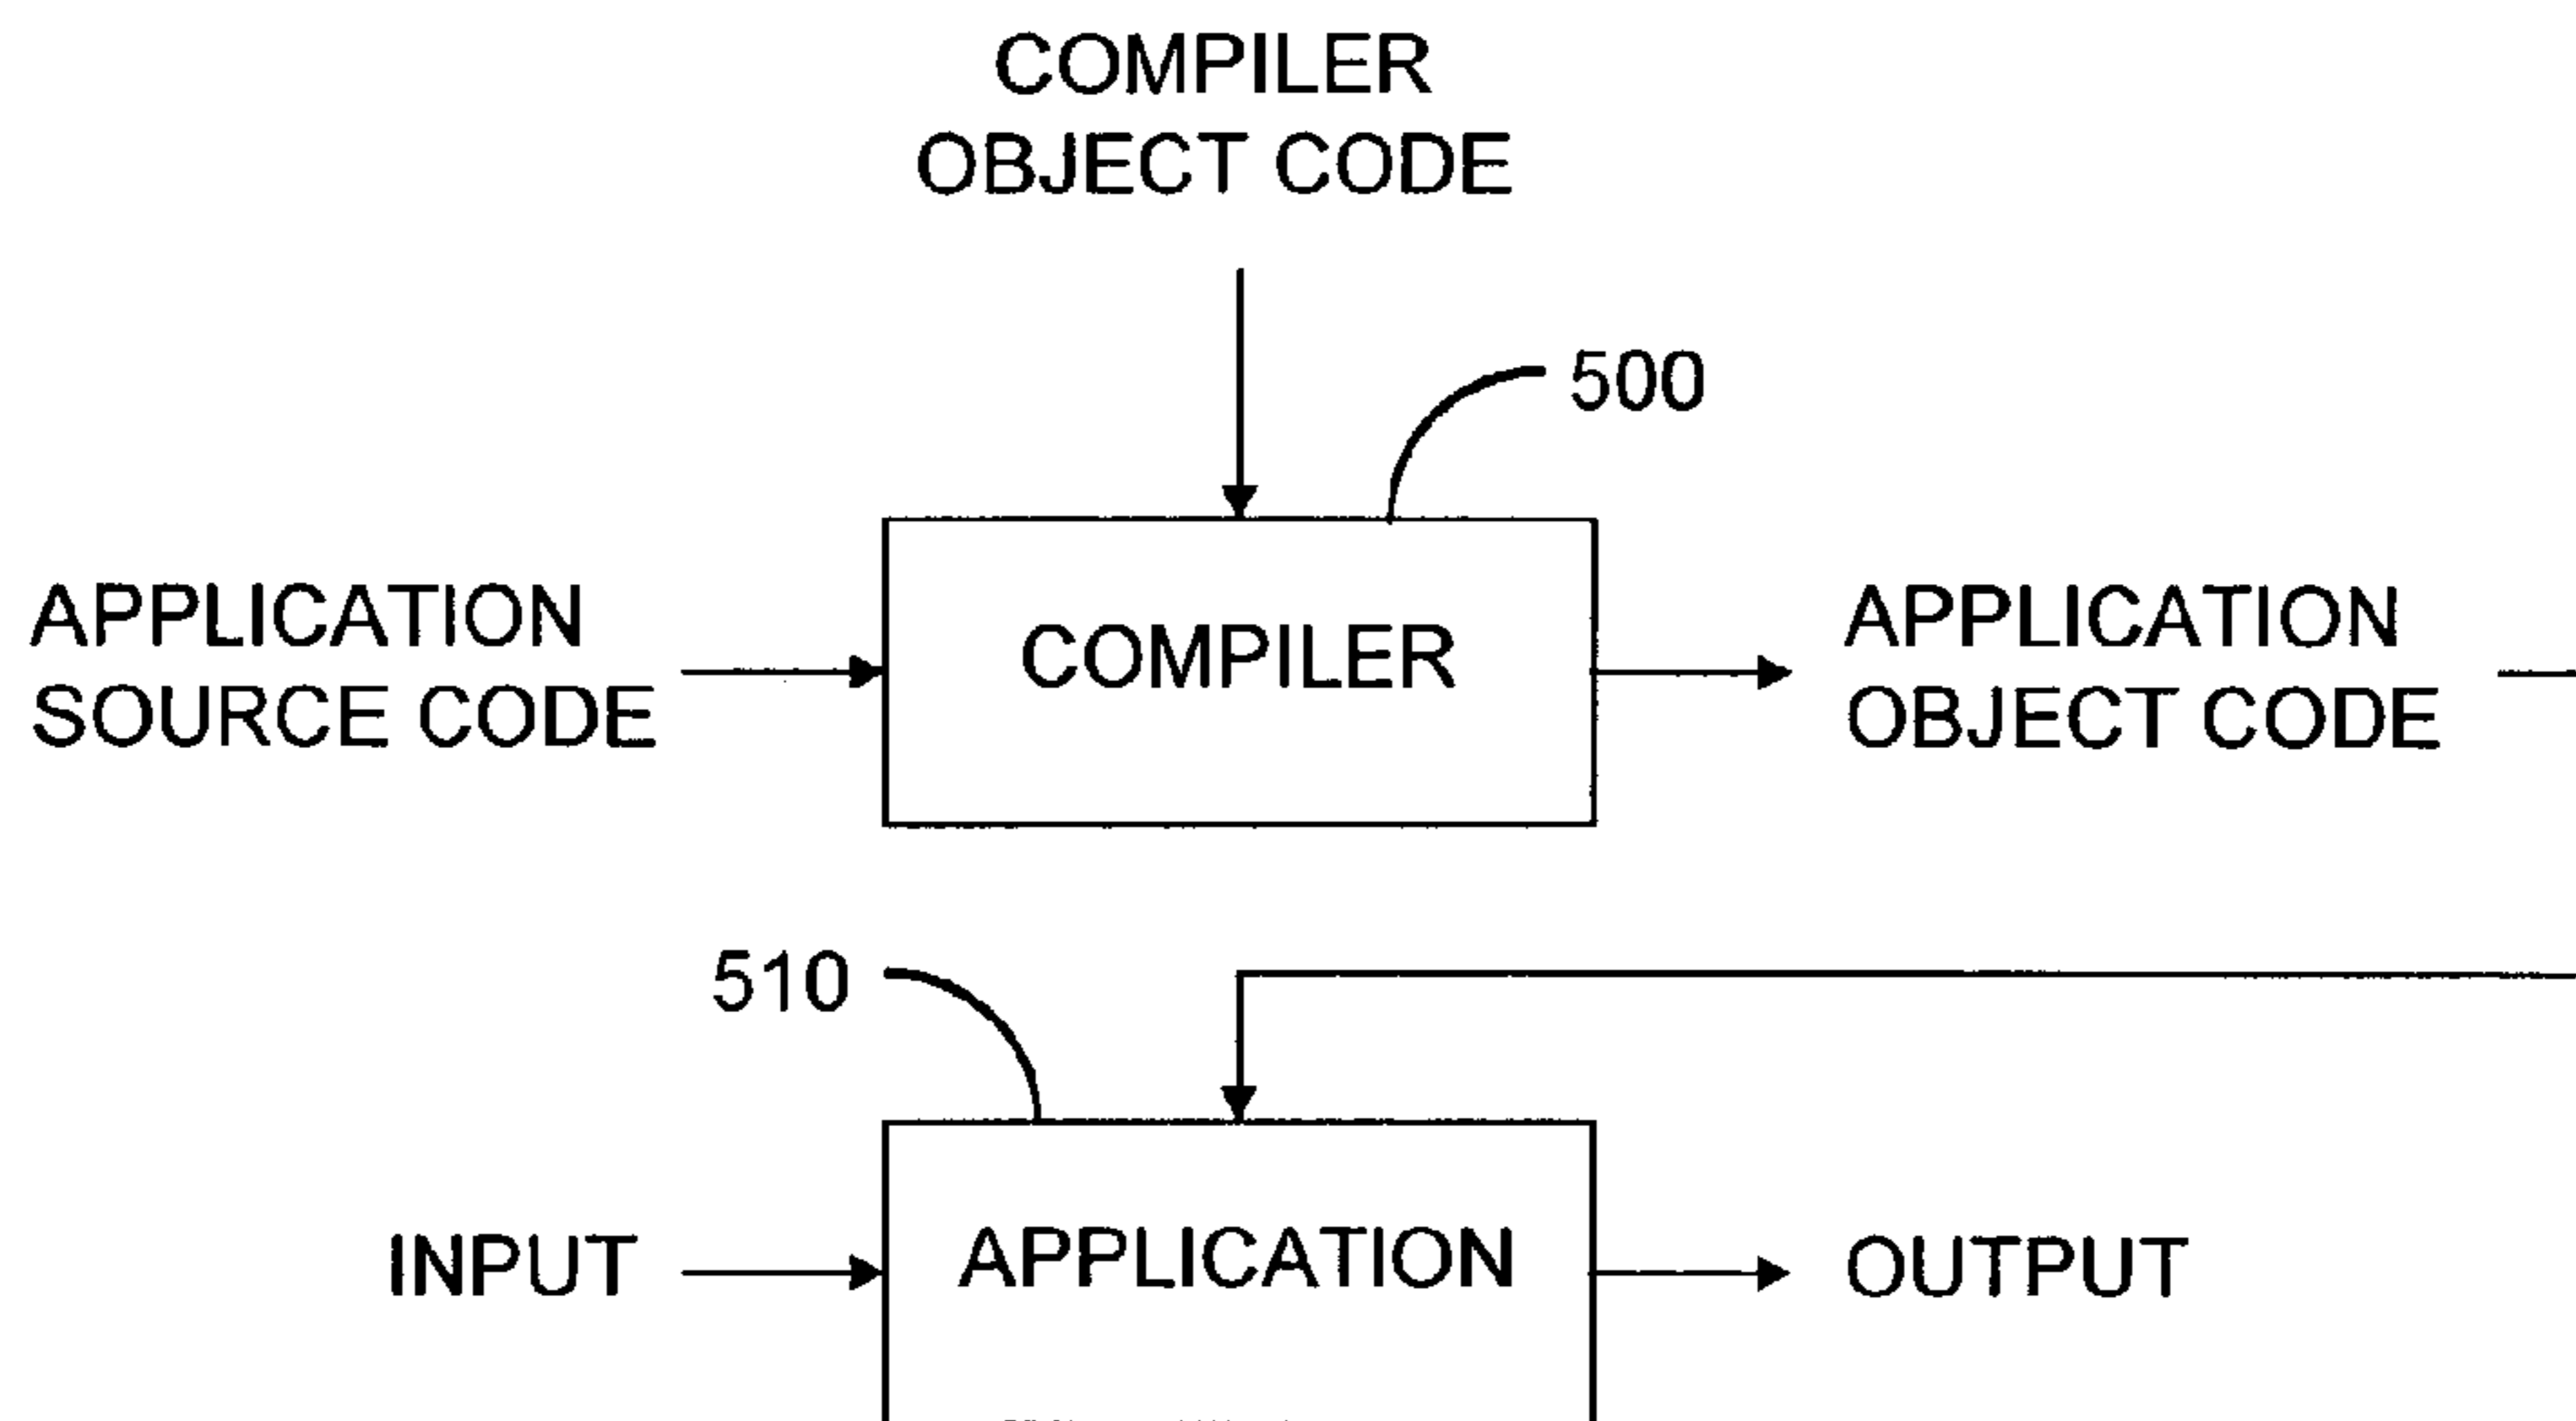 COMPILER
OBJECT CODE
500
APPLICATION
SOURCE CODE
COMPILER
APPLICATION
OBJECT CODE
510
INPUT
APPLICATION
OUTPUT